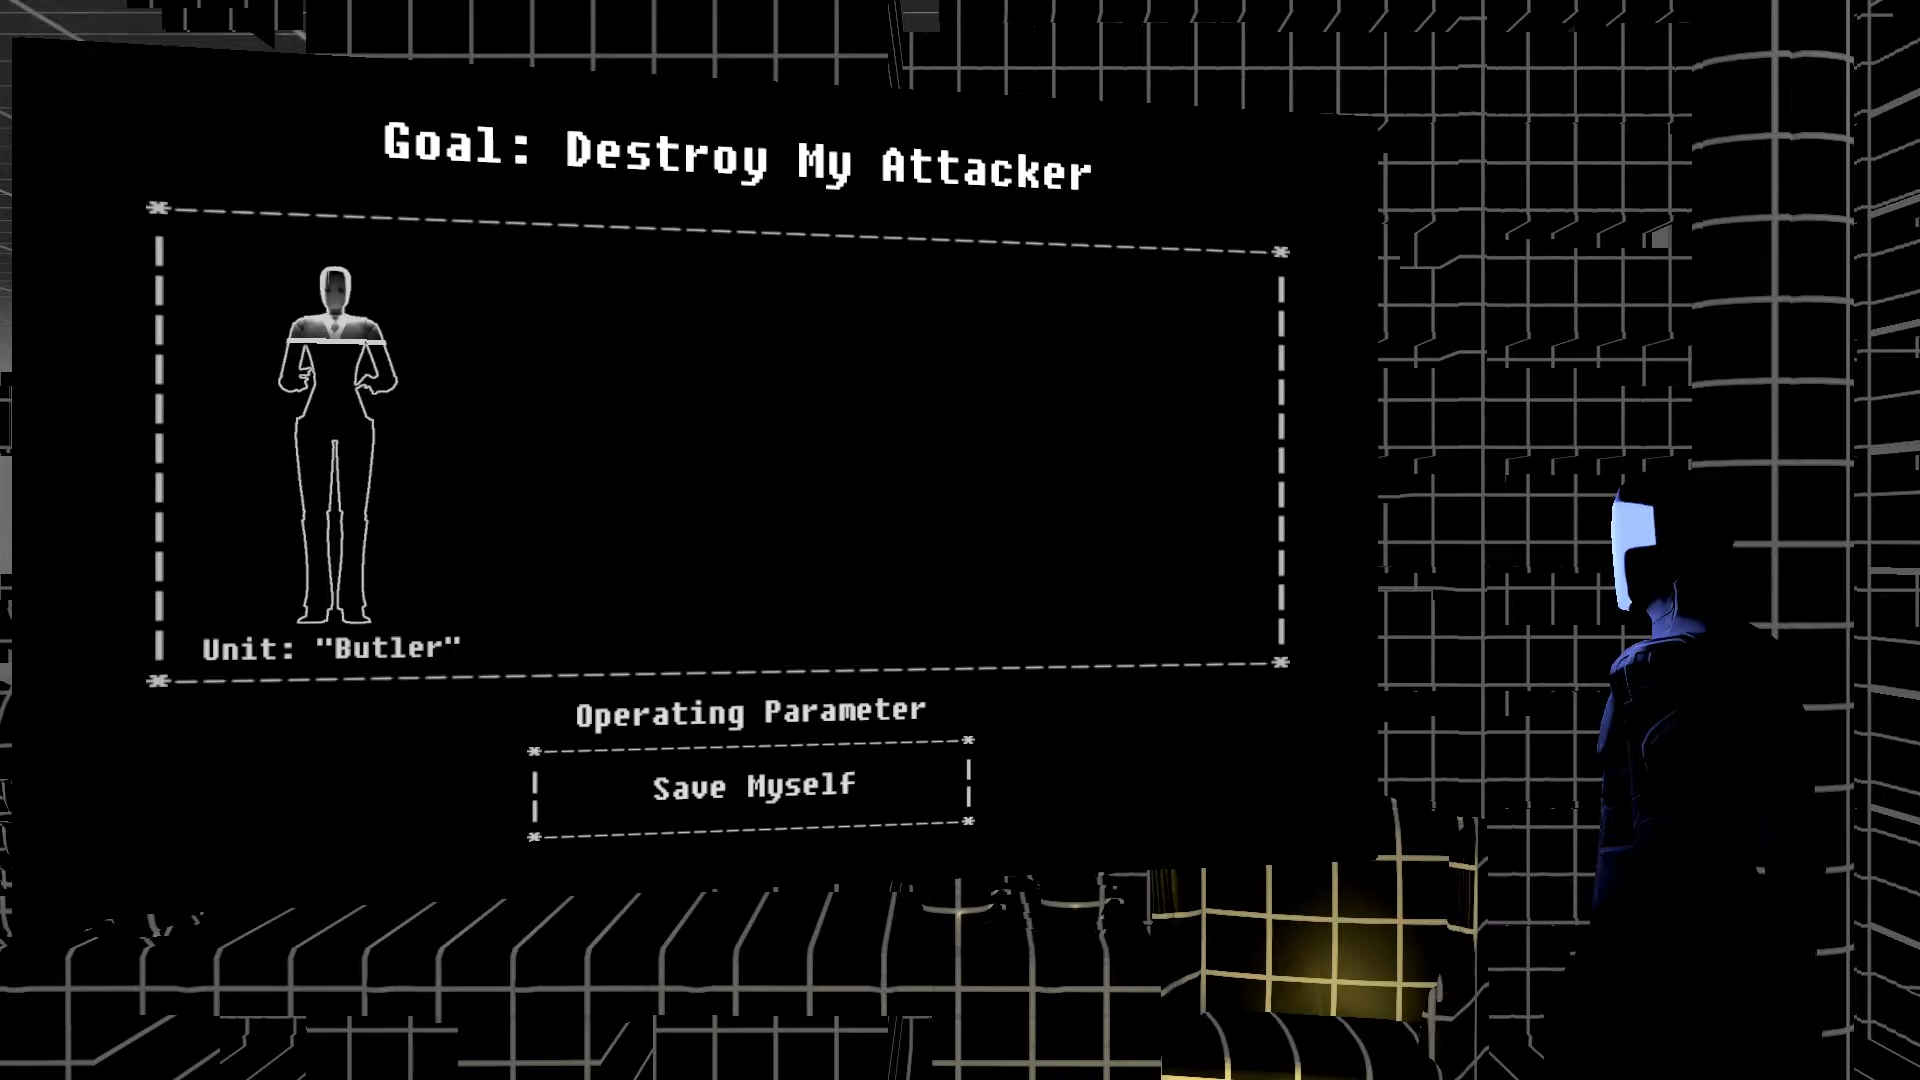 Goal: Destroy My Attacker
Unit: "Butler"
Operating Parameter
Save Myself